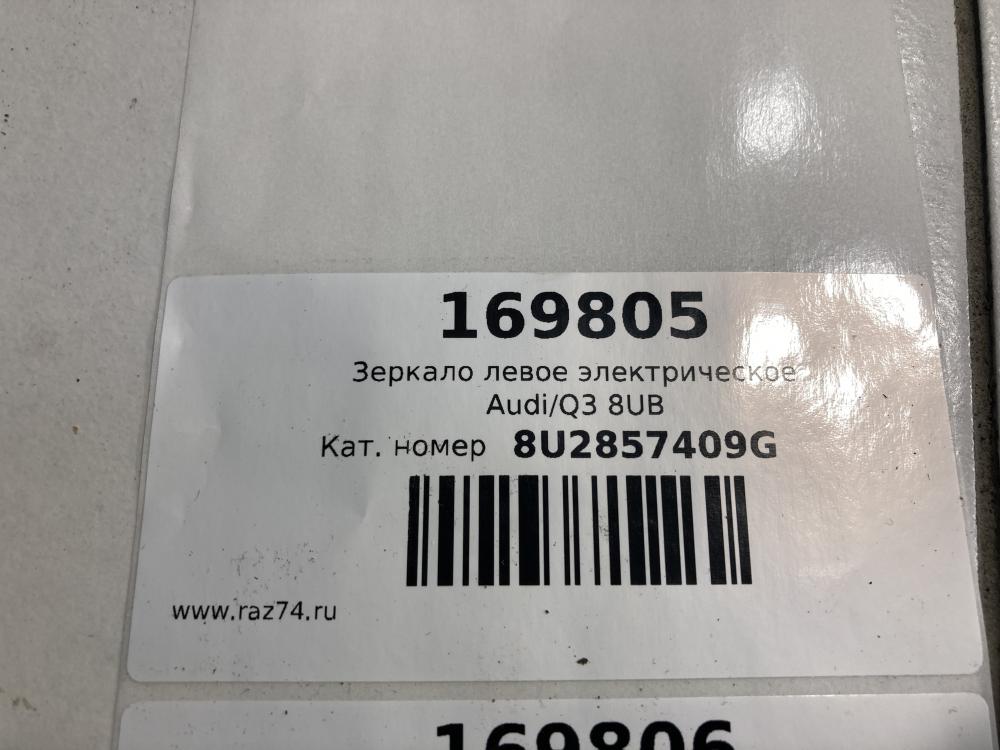 169805
Зеркало левое электрическое
Audi/Q3 8UB
Кат. номер 8U2857409G
www.raz74.ru
169806